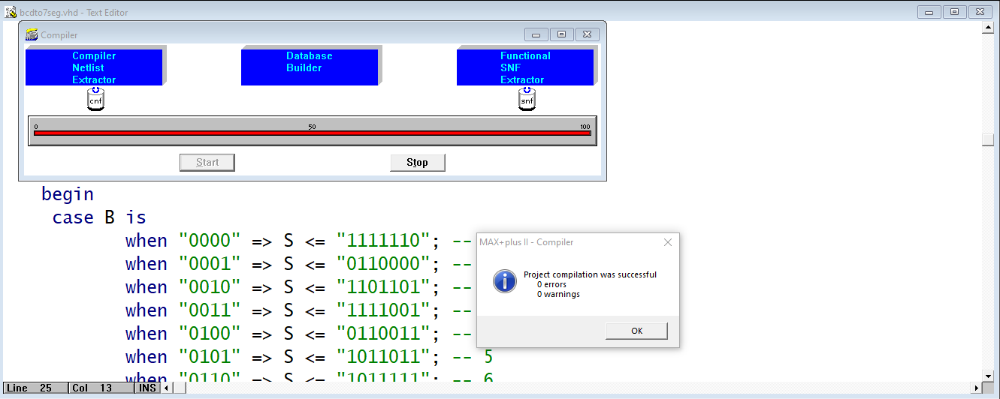 bcdto7seg.vhd - Text Editor
Compiler
Compiler
Netlist
Extractor
Database
Builder
Functional
SNF
Extractor
cnf
snf
0 50 100
Start Stop
begin
case B is
when "0000" => S <= "1111110"; --
when "0001" => S <= "0110000"; --
when "0010" => S <= "1101101"; --
when "0011" => S <= "1111001"; --
when "0100" => S <= "0110011"; --
when "0101" => S <= "1011011"; -- 5
when "0110" => S <= "1011111"; -- 6
MAX+plus II - Compiler
Project compilation was successful
0 errors
0 warnings
OK
Line 25 Col 13 INS